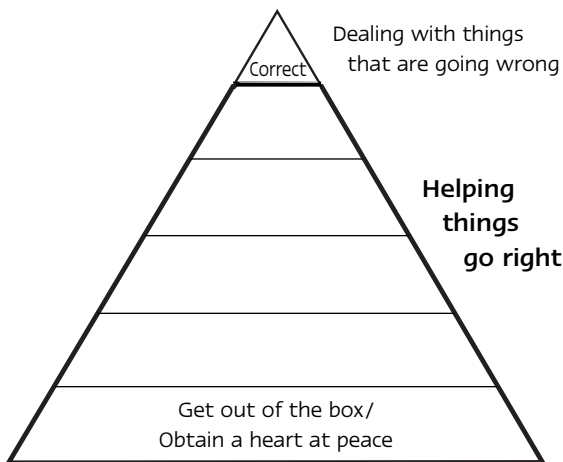 Dealing with things
that are going wrong
Correct
Helping
things
go right
Get out of the box/
Obtain a heart at peace